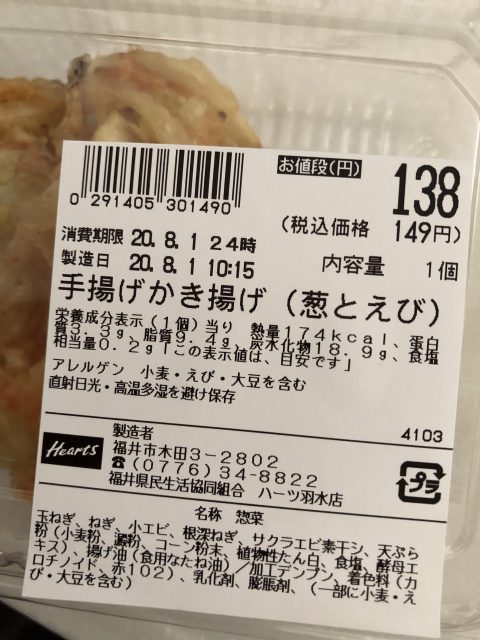 お値段(円)
138
(税込価格 149円)
0 291405 301490
消費期限 20.8.1 24時
製造日 20.8.1 10:15
内容量 1個
手揚げかき揚げ(葱とえび)
栄養成分表示(1個)当り 熱量174kcal、蛋白
質3.3g、脂質9.4g、炭水化物18.9g、食塩
相当量0.2g「この表示値は、目安です」
アレルゲン 小麦・えび・大豆を含む
直射日光・高温多湿を避け保存
4103
Hearts
製造者
福井市木田3-2802
☎(0776)34-8822
福井県民生活協同組合 ハーツ羽水店
プラ
名称 惣菜
玉ねぎ、ねぎ、小エビ、根深ねぎ、サクラエビ素干シ、天ぷら
粉(小麦粉、澱粉、コーン粉末、植物性たん白、食塩、酵母エ
キス)、揚げ油(食用なたね油)/加工デンプン、着色料(カ
ロチノイド、赤102)、乳化剤、膨脹剤、(一部に小麦・え
び・大豆を含む)